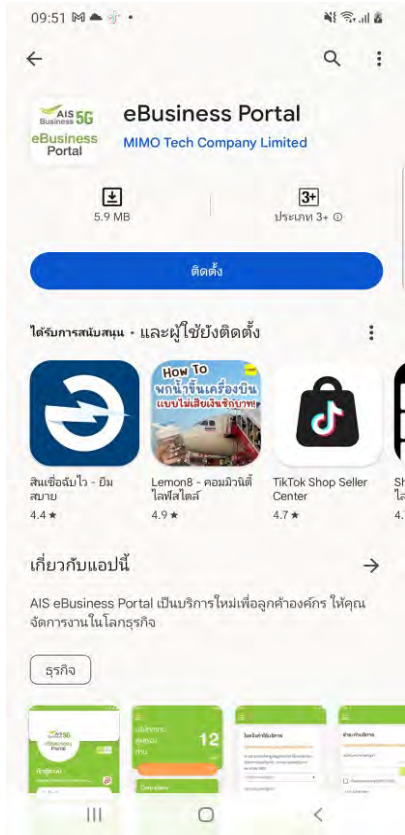 09:51
AIS 5G
Business
eBusiness
Portal
eBusiness Portal
MIMO Tech Company Limited
5.9 MB
3+
ประเภท 3+
ติดตั้ง
ได้รับการสนับสนุน • และผู้ใช้ยังติดตั้ง
How To
พกน้ำขึ้นเครื่องบิน
แบบไม่เสียเงินซักบาท!
สินเชื่อฉับไว - ยืม
สบาย
4.4 ★
Lemon8 - คอมมิวนิตี้
ไลฟ์สไตล์
4.9 ★
TikTok Shop Seller
Center
4.7 ★
เกี่ยวกับแอปนี้
AIS eBusiness Portal เป็นบริการใหม่เพื่อลูกค้าองค์กร ให้คุณ
จัดการงานในโลกธุรกิจ
ธุรกิจ
12